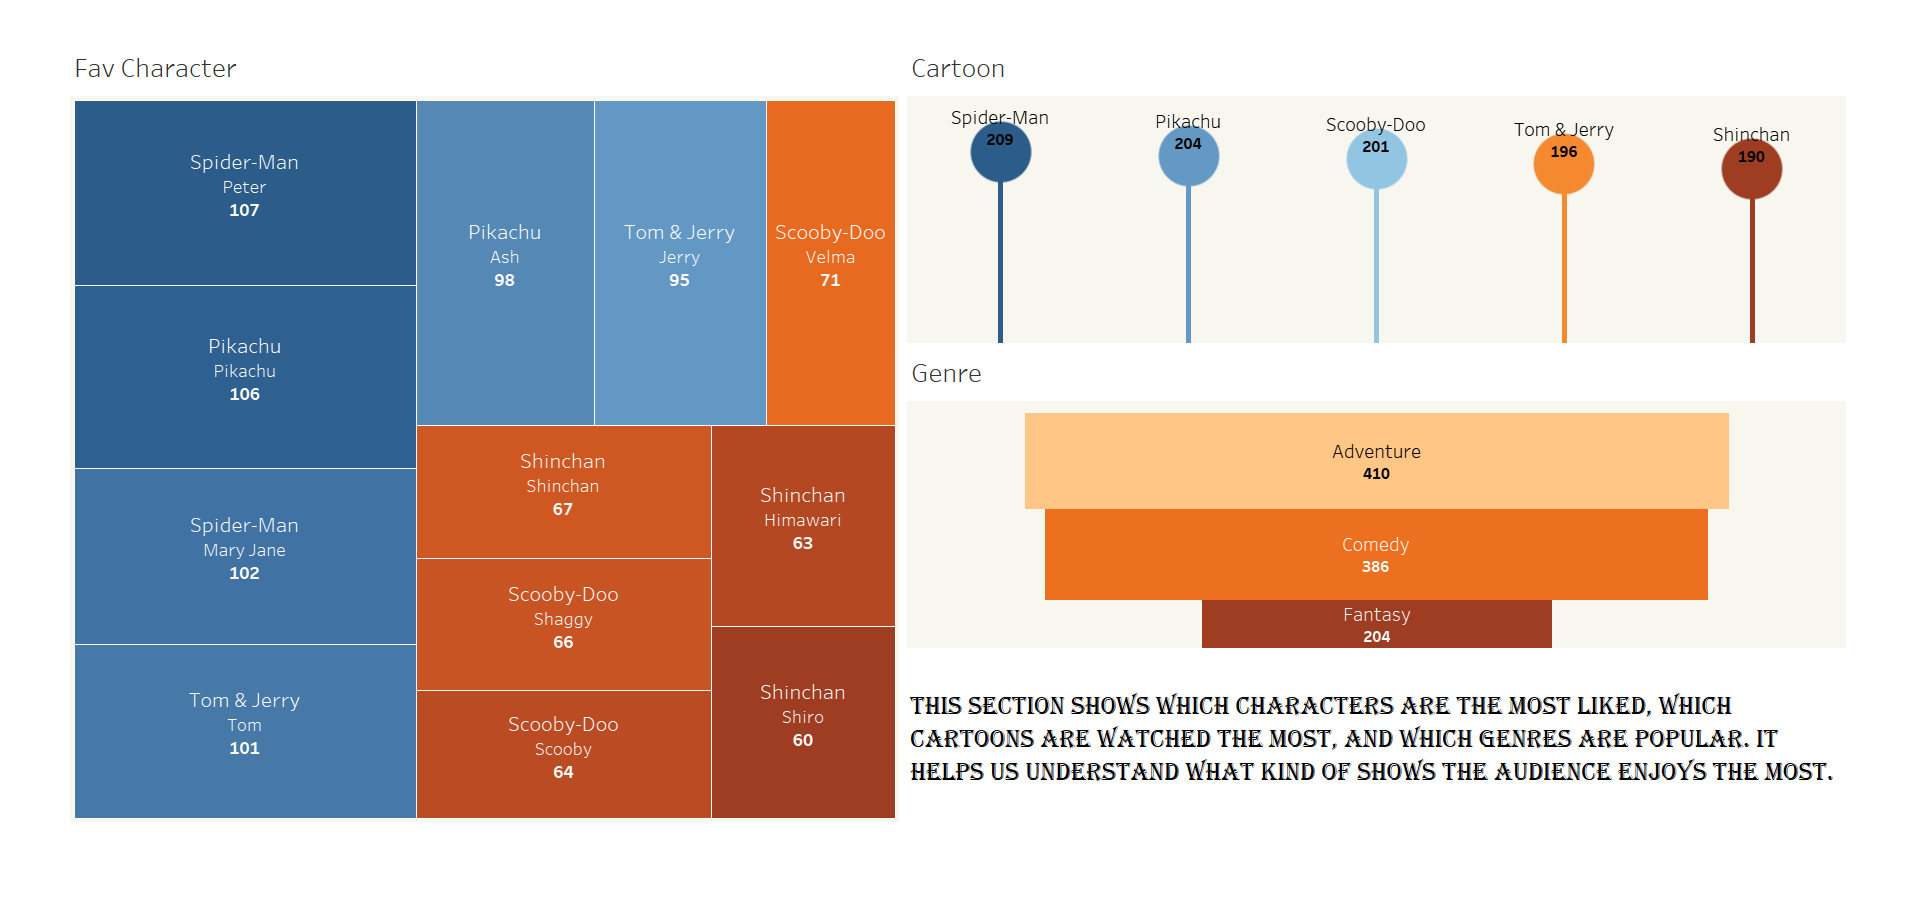 Fav Character
Spider-Man
Peter
107
Pikachu
Pikachu
106
Spider-Man
Mary Jane
102
Tom & Jerry
Tom
101
Pikachu
Ash
98
Tom & Jerry
Jerry
95
Scooby-Doo
Velma
71
Shinchan
Shinchan
67
Scooby-Doo
Shaggy
66
Scooby-Doo
Scooby
64
Shinchan
Himawari
63
Shinchan
Shiro
60
Cartoon
Spider-Man
209
Pikachu
204
Scooby-Doo
201
Tom & Jerry
196
Shinchan
190
Genre
Adventure
410
Comedy
386
Fantasy
204
THIS SECTION SHOWS WHICH CHARACTERS ARE THE MOST LIKED, WHICH
CARTOONS ARE WATCHED THE MOST, AND WHICH GENRES ARE POPULAR. IT
HELPS US UNDERSTAND WHAT KIND OF SHOWS THE AUDIENCE ENJOYS THE MOST.